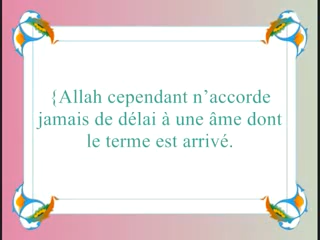 {Allah cependant n’accorde
jamais de délai à une âme dont
le terme est arrivé.